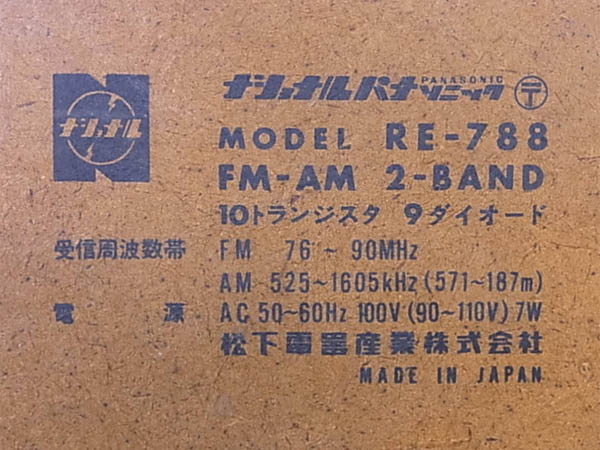 ナショナル
PANASONIC
ナショナルパナソニック 〒
MODEL RE-788
FM-AM 2-BAND
10トランジスタ 9ダイオード
受信周波数帯 FM 76~90MHz
AM 525~1605kHz(571~187m)
電源 AC 50~60Hz 100V(90~110V)7W
松下電器産業株式会社
MADE IN JAPAN